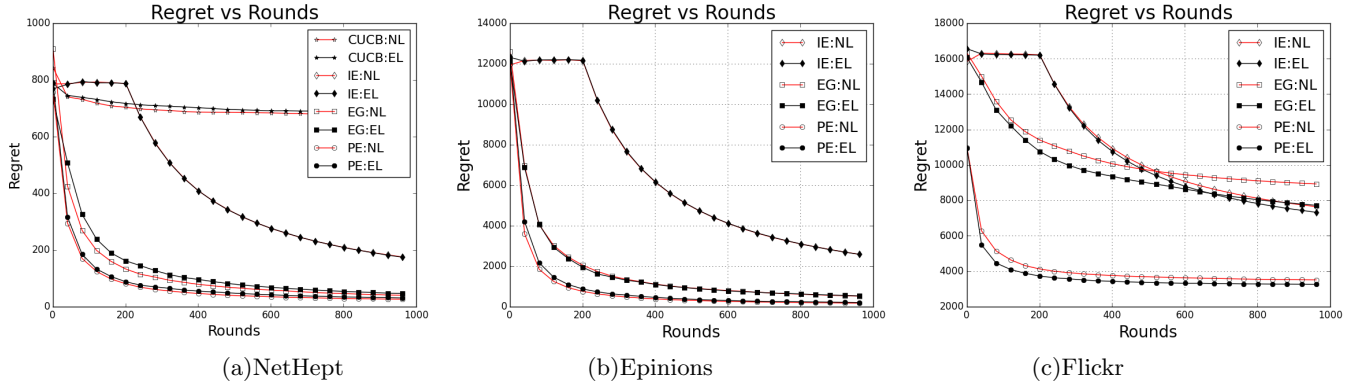 Regret vs Rounds
1000
800
600
400
200
0
0 200 400 600 800 1000
Regret
Rounds
CUCB:NL
CUCB:EL
IE:NL
IE:EL
EG:NL
EG:EL
PE:NL
PE:EL
(a)NetHept
Regret vs Rounds
14000
12000
10000
8000
6000
4000
2000
0
0 200 400 600 800 1000
Regret
Rounds
IE:NL
IE:EL
EG:NL
EG:EL
PE:NL
PE:EL
(b)Epinions
Regret vs Rounds
18000
16000
14000
12000
10000
8000
6000
4000
2000
0 200 400 600 800 1000
Regret
Rounds
IE:NL
IE:EL
EG:NL
EG:EL
PE:NL
PE:EL
(c)Flickr